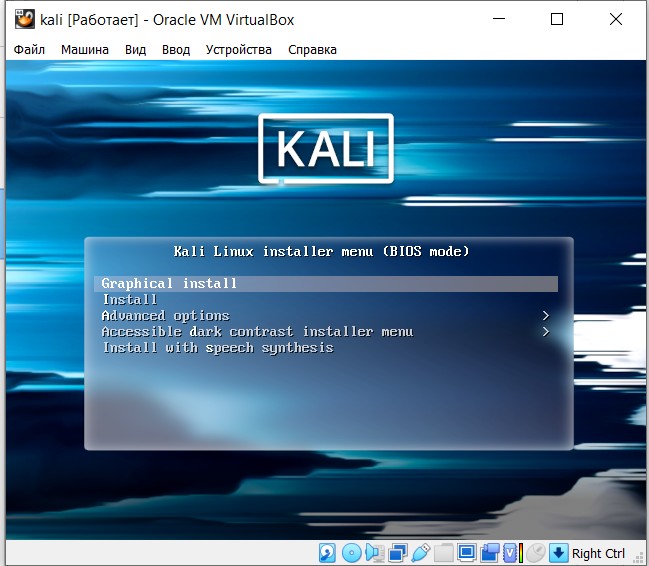 kali [Работает] - Oracle VM VirtualBox
Файл Машина Вид Ввод Устройства Справка
KALI
Kali Linux installer menu (BIOS mode)
Graphical install
Install
Advanced options >
Accessible dark contrast installer menu >
Install with speech synthesis
Right Ctrl